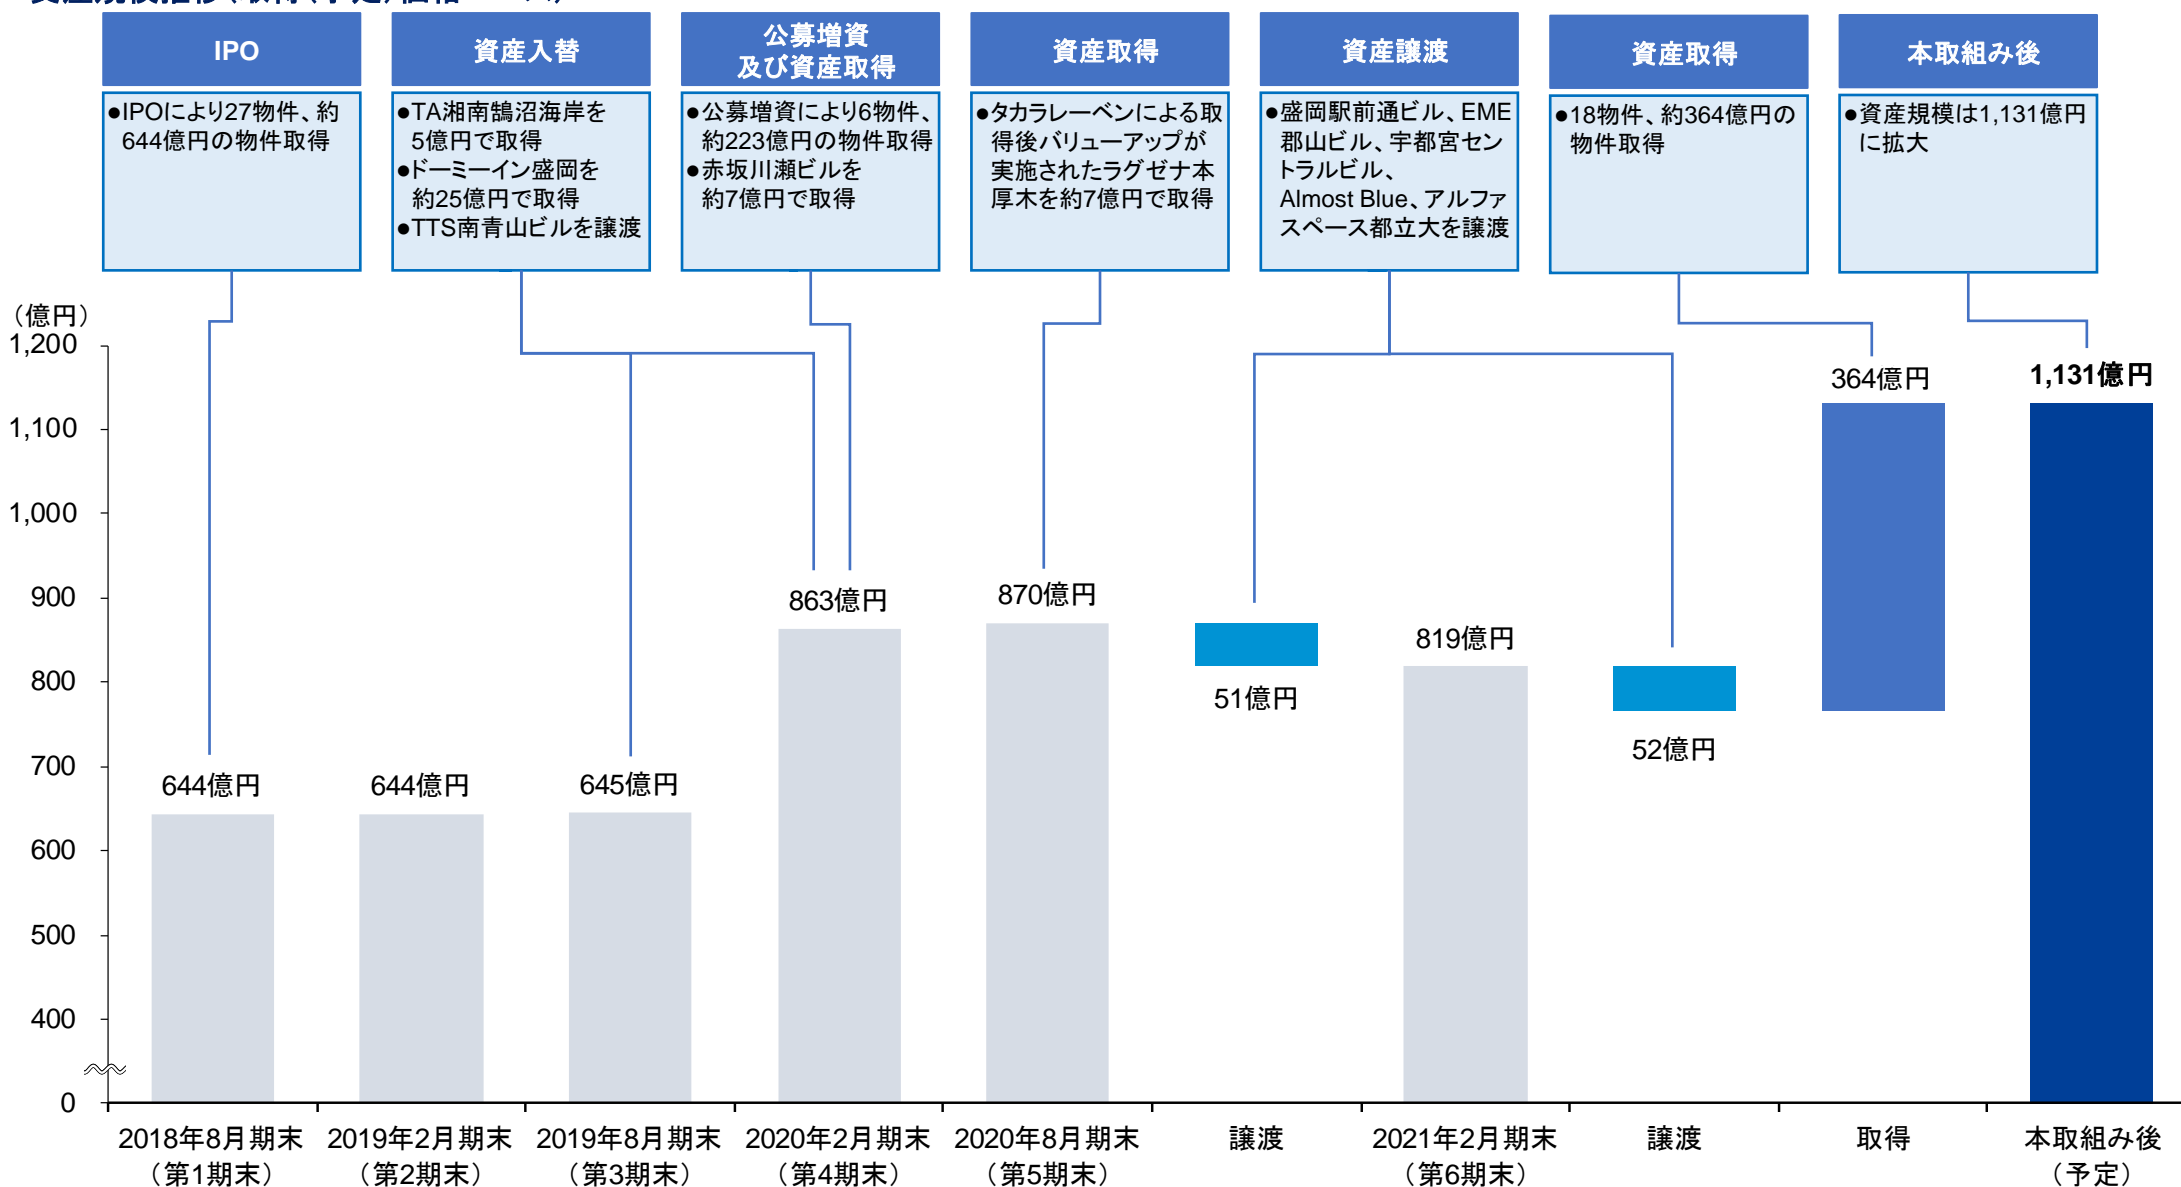 資産規模推移（取得（予定）価格ベース）
IPO
●IPOにより27物件、約
644億円の物件取得
資産入替
●TA湘南鵠沼海岸を
5億円で取得
●ドーミーイン盛岡を
約25億円で取得
●TTS南青山ビルを譲渡
公募増資
及び資産取得
●公募増資により6物件、
約223億円の物件取得
●赤坂川瀬ビルを
約7億円で取得
資産取得
●タカラレーベンによる取
得後バリューアップが
実施されたラグゼナ本
厚木を約7億円で取得
資産譲渡
●盛岡駅前通ビル、EME
郡山ビル、宇都宮セン
トラルビル、
Almost Blue、アルファ
スペース都立大を譲渡
資産取得
●18物件、約364億円の
物件取得
本取組み後
●資産規模は1,131億円
に拡大
（億円）
1,200
1,100
1,000
900
800
700
600
500
400
0
644億円
644億円
645億円
863億円
870億円
51億円
819億円
52億円
364億円
1,131億円
2018年8月期末
（第1期末）
2019年2月期末
（第2期末）
2019年8月期末
（第3期末）
2020年2月期末
（第4期末）
2020年8月期末
（第5期末）
譲渡
2021年2月期末
（第6期末）
譲渡
取得
本取組み後
（予定）